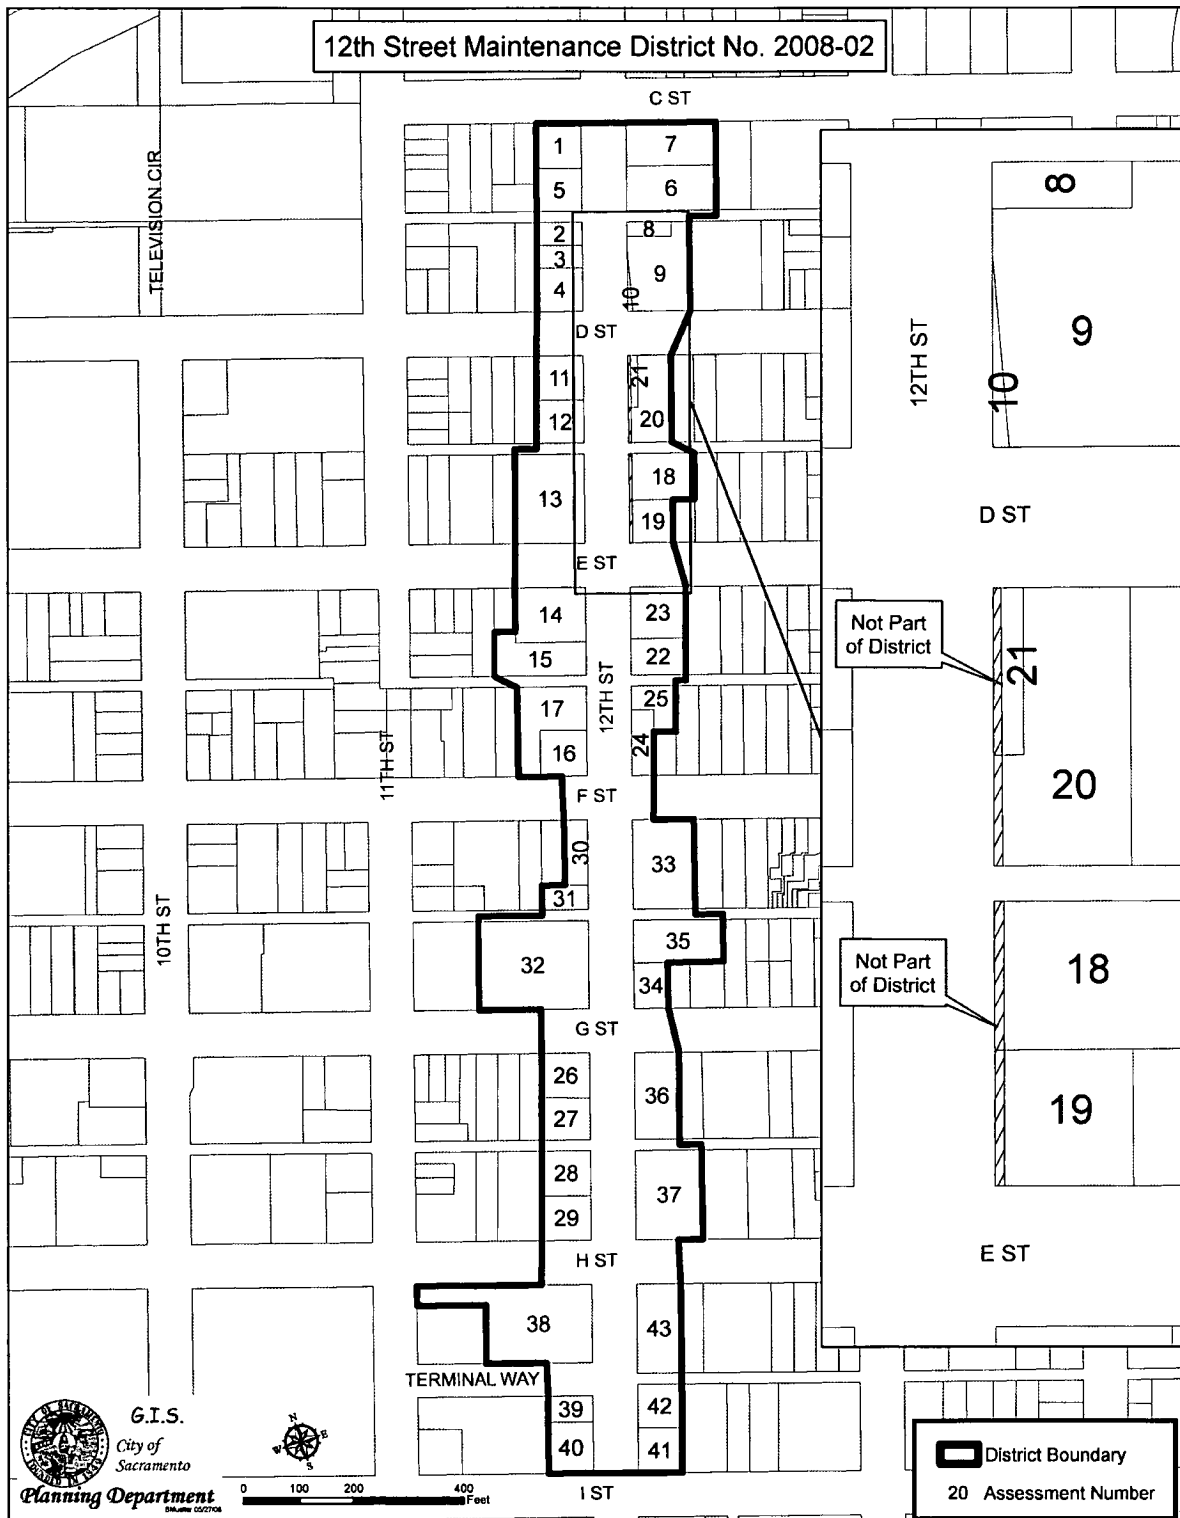 12th Street Maintenance District No. 2008-02
C ST
TELEVISION CIR
1
7
5
6
2
8
3
9
4
10
D ST
11
21
12
20
13
18
19
E ST
14
23
15
22
12TH ST
17
25
16
24
11TH ST
F ST
30
33
31
10TH ST
32
35
34
G ST
26
36
27
28
37
29
H ST
38
43
TERMINAL WAY
39
42
40
41
I ST
8
12TH ST
9
10
D ST
Not Part
of District
21
20
Not Part
of District
18
19
E ST
CITY OF SACRAMENTO
G.I.S.
City of
Sacramento
Planning Department
N
E
S
W
0 100 200 400
Feet
District Boundary
20 Assessment Number